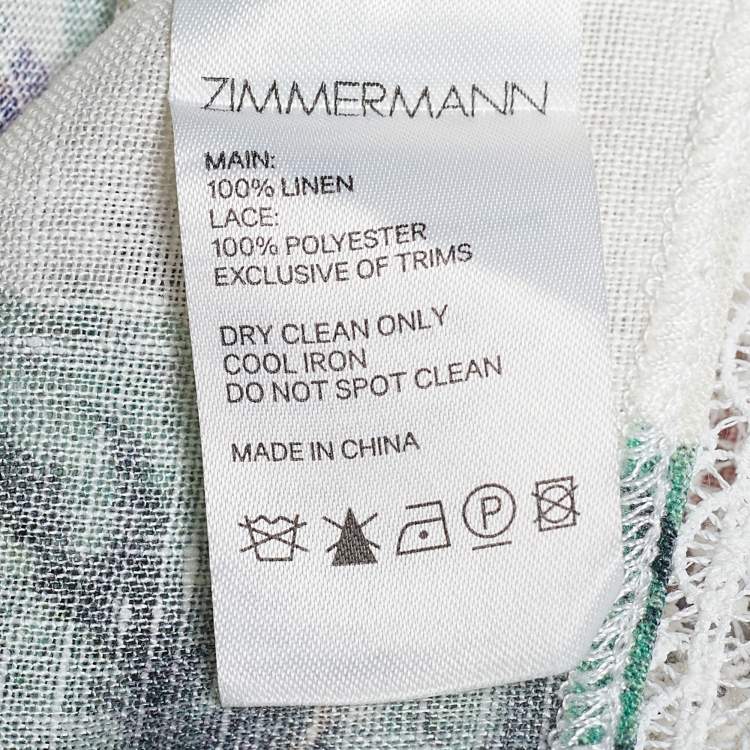 ZIMMERMANN
MAIN:
100% LINEN
LACE:
100% POLYESTER
EXCLUSIVE OF TRIMS
DRY CLEAN ONLY
COOL IRON
DO NOT SPOT CLEAN
MADE IN CHINA
P